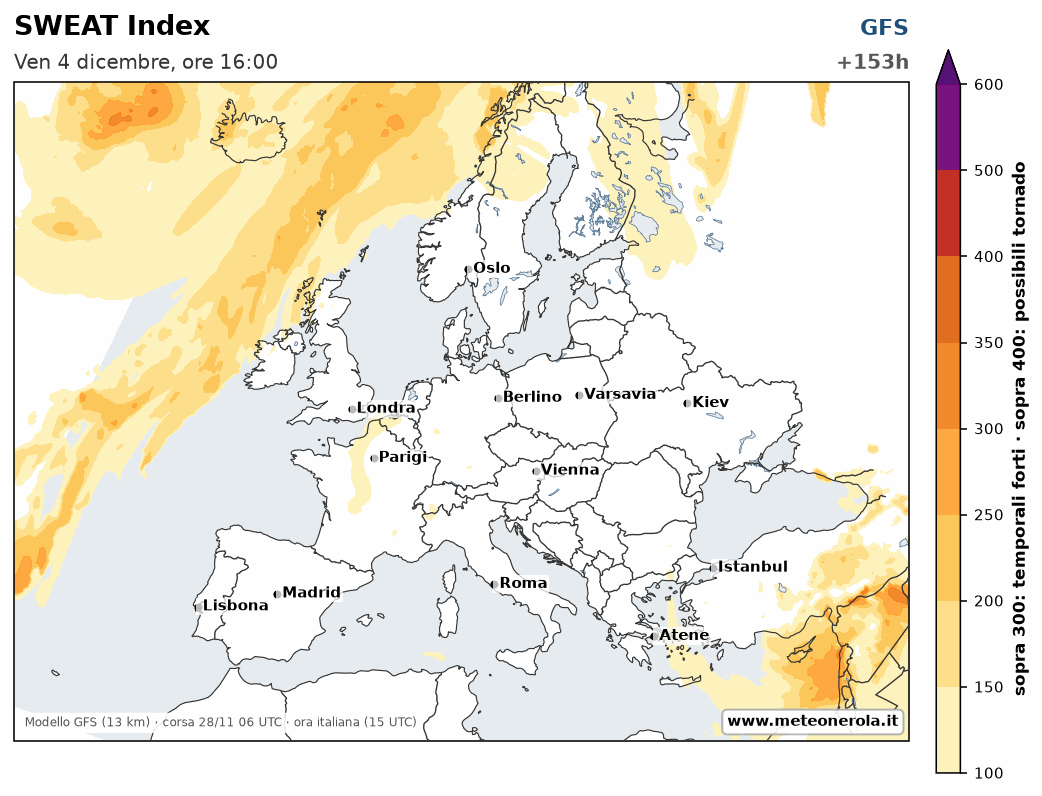 SWEAT Index
GFS
Ven 4 dicembre, ore 16:00
+153h
600
500
400
350
300
250
200
150
100
sopra 300: temporali forti · sopra 400: possibili tornado
Oslo
Berlino
Varsavia
Kiev
Londra
Parigi
Vienna
Istanbul
Roma
Madrid
Lisbona
Atene
Modello GFS (13 km) · corsa 28/11 06 UTC · ora italiana (15 UTC)
www.meteonerola.it